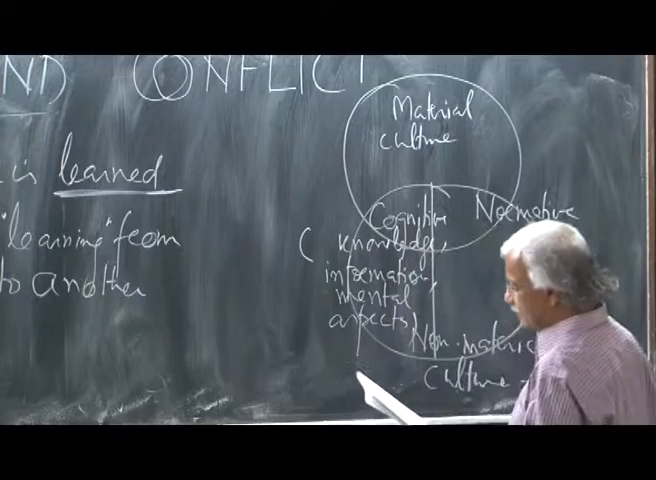 ND CONFLICT
is learned
"learning" from
to another
Material
culture
Cognitive Normative
( knowledge,
information
mental
aspects
Non-material
Culture -